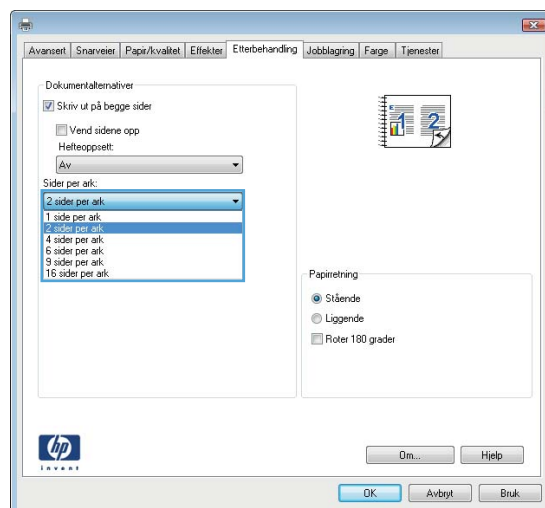 Avansert Snarveier Papir/kvalitet Effekter Etterbehandling Jobblagring Farge Tjenester
Dokumentalternativer
Skriv ut på begge sider
Vend sidene opp
Hefteoppsett:
Av
Sider per ark:
2 sider per ark
1 side per ark
2 sider per ark
4 sider per ark
6 sider per ark
9 sider per ark
16 sider per ark
1 2
Papirretning
Stående
Liggende
Roter 180 grader
hp
invent
Om... Hjelp
OK Avbryt Bruk